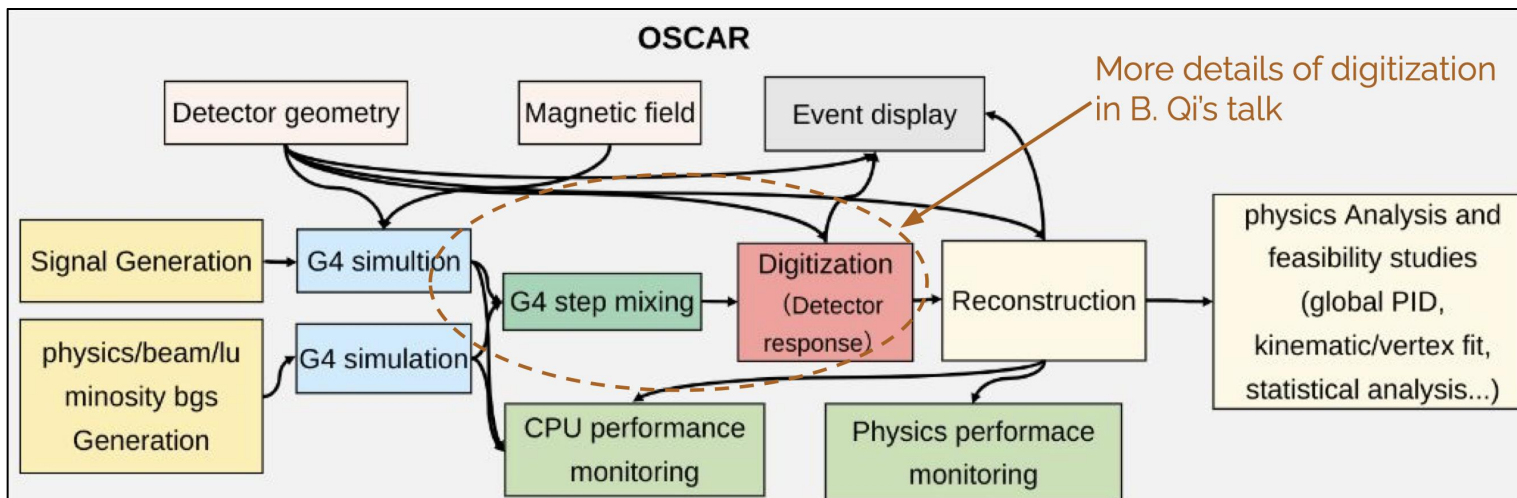 OSCAR
More details of digitization
in B. Qi's talk
Detector geometry
Magnetic field
Event display
Signal Generation
G4 simultion
G4 step mixing
Digitization
(Detector
response)
Reconstruction
physics Analysis and
feasibility studies
(global PID,
kinematic/vertex fit,
statistical analysis...)
physics/beam/lu
minosity bgs
Generation
G4 simulation
CPU performance
monitoring
Physics performace
monitoring